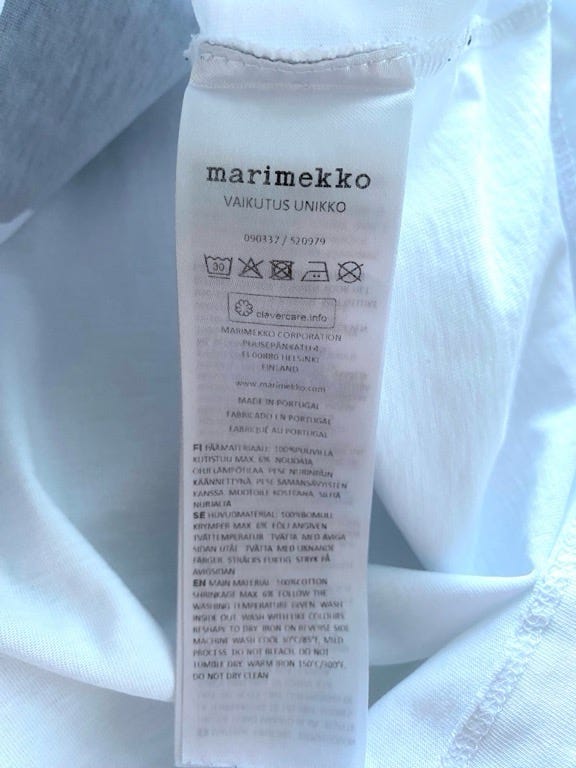 marimekko
VAIKUTUS UNIKKO
090337 / 520979
30
clevercare.info
MARIMEKKO CORPORATION
PUUSEPÄNKATU 4
FI 00880 HELSINKI
FINLAND
www.marimekko.com
MADE IN PORTUGAL
FABRICADO EN PORTUGAL
FABRIQUÉ AU PORTUGAL
FI PÄÄMATERIAALI: 100%PUUVILLA
KUTISTUU MAX. 6% NOUDATA
OHJELÄMPÖTILAA. PESE NURINPÄIN
KÄÄNNETTYNÄ. PESE SAMANSÄVYISTEN
KANSSA. MUOTOILE KOSTEANA. SILITÄ
NURJALTA
SE HUVUDMATERIAL: 100%BOMULL
KRYMPER MAX. 6% FÖLJ ANGIVEN
TVÄTTEMPERATUR. TVÄTTA MED AVIGA
SIDAN UTÅT. TVÄTTA MED LIKNANDE
FÄRGER. STRÄCKS FUKTIG. STRYK PÅ
AVIGSIDAN
EN MAIN MATERIAL: 100%COTTON
SHRINKAGE MAX. 6% FOLLOW THE
WASHING TEMPERATURE GIVEN. WASH
INSIDE OUT. WASH WITH LIKE COLOURS.
RESHAPE TO DRY. IRON ON REVERSE SIDE
MACHINE WASH COOL 30°C/85°F, MILD
PROCESS. DO NOT BLEACH. DO NOT
TUMBLE DRY. WARM IRON 150°C/300°F.
DO NOT DRY CLEAN